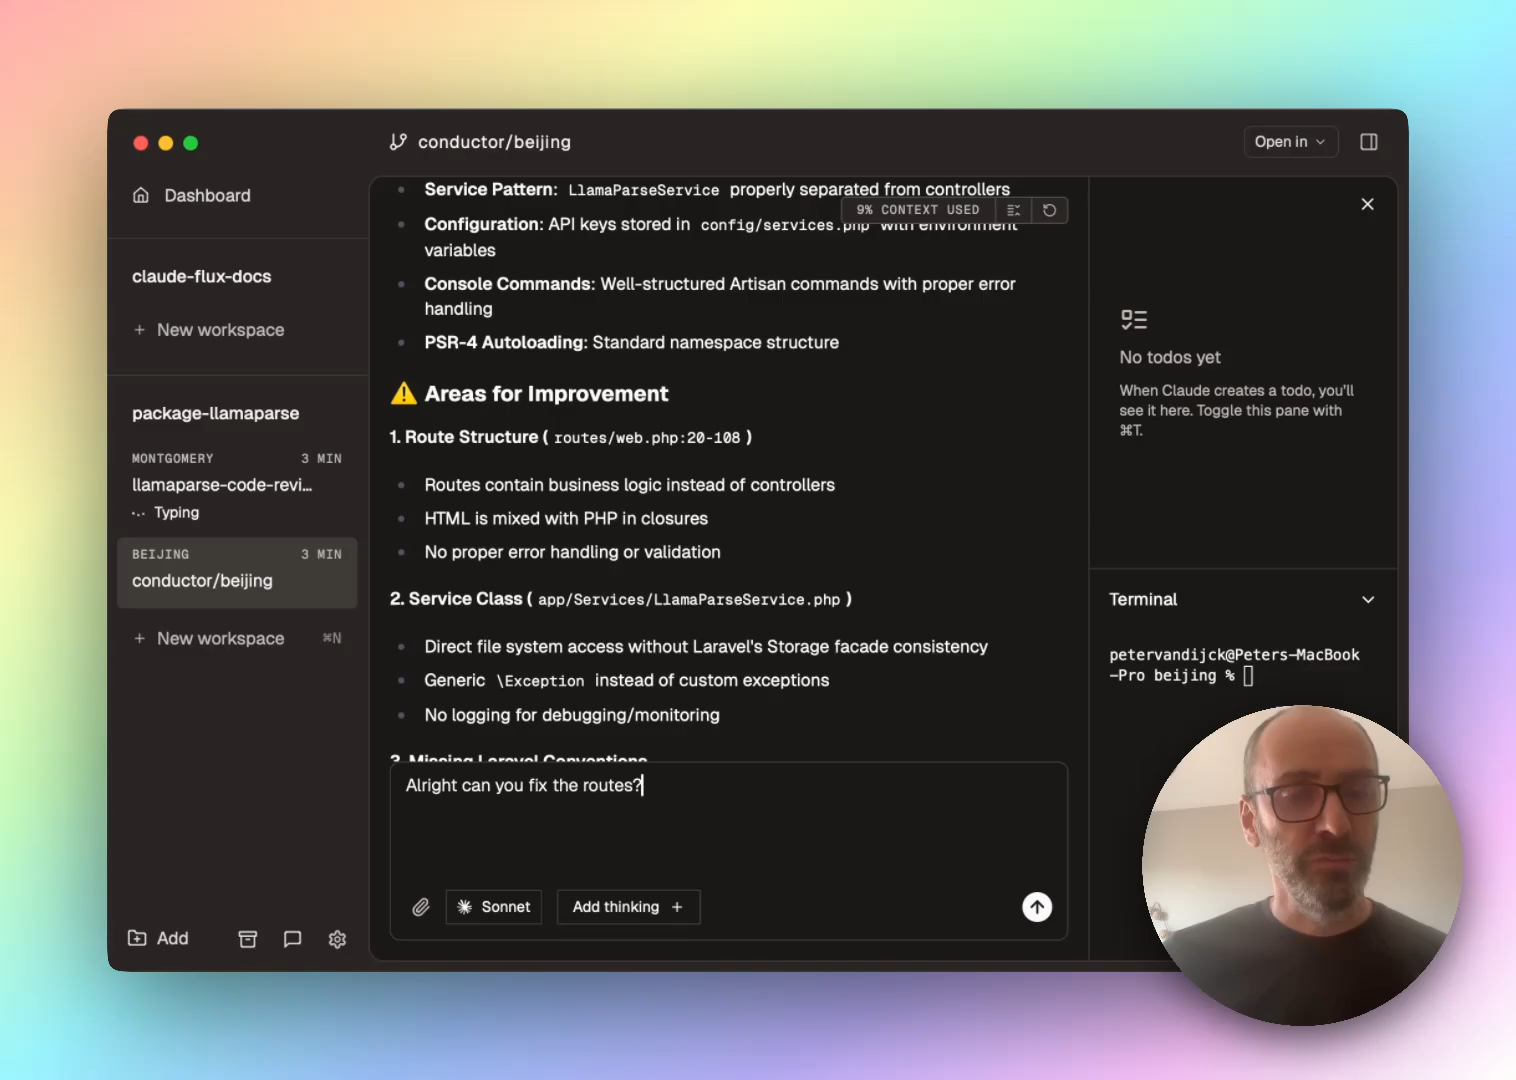 conductor/beijing
Open in
Dashboard
claude-flux-docs
+ New workspace
package-llamaparse
MONTGOMERY 3 MIN
llamaparse-code-revi...
Typing
BEIJING 3 MIN
conductor/beijing
+ New workspace ⌘N
Add
Service Pattern: LlamaParseService properly separated from controllers
9% CONTEXT USED
Configuration: API keys stored in config/services.php with environment
variables
Console Commands: Well-structured Artisan commands with proper error
handling
PSR-4 Autoloading: Standard namespace structure
⚠️ Areas for Improvement
1. Route Structure ( routes/web.php:20-108 )
Routes contain business logic instead of controllers
HTML is mixed with PHP in closures
No proper error handling or validation
2. Service Class ( app/Services/LlamaParseService.php )
Direct file system access without Laravel's Storage facade consistency
Generic \Exception instead of custom exceptions
No logging for debugging/monitoring
3. Missing Laravel Conventions
Alright can you fix the routes?
Sonnet
Add thinking +
No todos yet
When Claude creates a todo, you'll
see it here. Toggle this pane with
⌘T.
Terminal
petervandijck@Peters-MacBook
-Pro beijing %